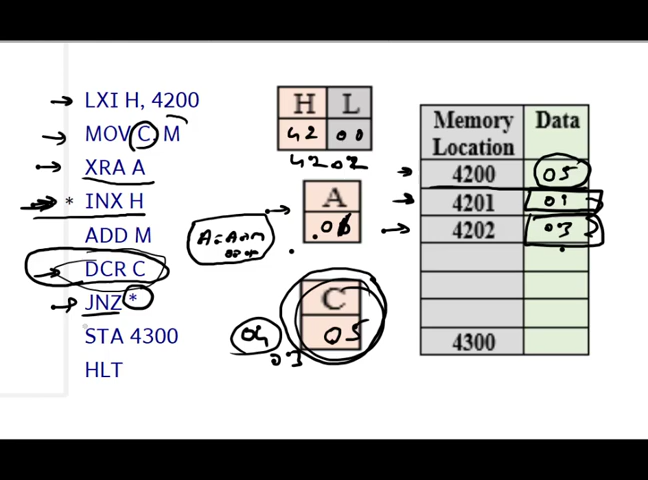 LXI H, 4200
MOV C, M
XRA A
* INX H
ADD M
DCR C
JNZ *
STA 4300
HLT
H L
42 00
4202
A
A=A+M
C
05
04
03
Memory Location Data
4200 05
4201 01
4202 03
4300